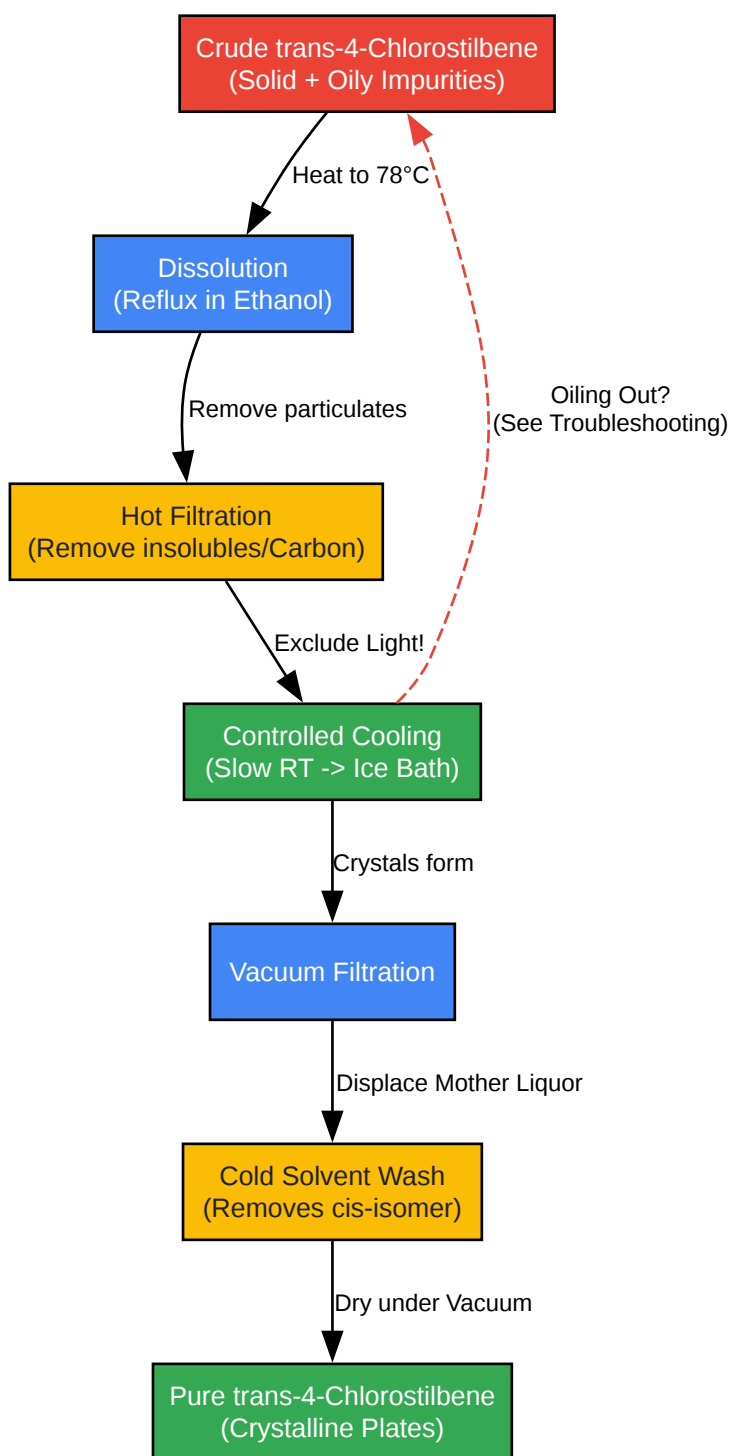 Crude trans-4-Chlorostilbene
(Solid + Oily Impurities)
Heat to 78°C
Dissolution
(Reflux in Ethanol)
Oiling Out?
(See Troubleshooting)
Remove particulates
Hot Filtration
(Remove insolubles/Carbon)
Exclude Light!
Controlled Cooling
(Slow RT -> Ice Bath)
Crystals form
Vacuum Filtration
Displace Mother Liquor
Cold Solvent Wash
(Removes cis-isomer)
Dry under Vacuum
Pure trans-4-Chlorostilbene
(Crystalline Plates)